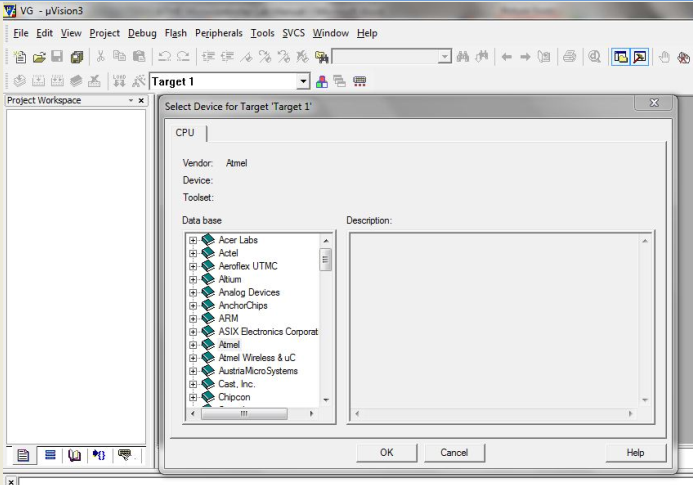 VG - µVision3
File Edit View Project Debug Flash Peripherals Tools SVCS Window Help
Target 1
Project Workspace
Select Device for Target 'Target 1'
CPU
Vendor: Atmel
Device:
Toolset:
Data base
Description:
Acer Labs
Actel
Aeroflex UTMC
Altium
Analog Devices
AnchorChips
ARM
ASIX Electronics Corporat
Atmel
Atmel Wireless & uC
AustriaMicroSystems
Cast, Inc.
Chipcon
OK
Cancel
Help